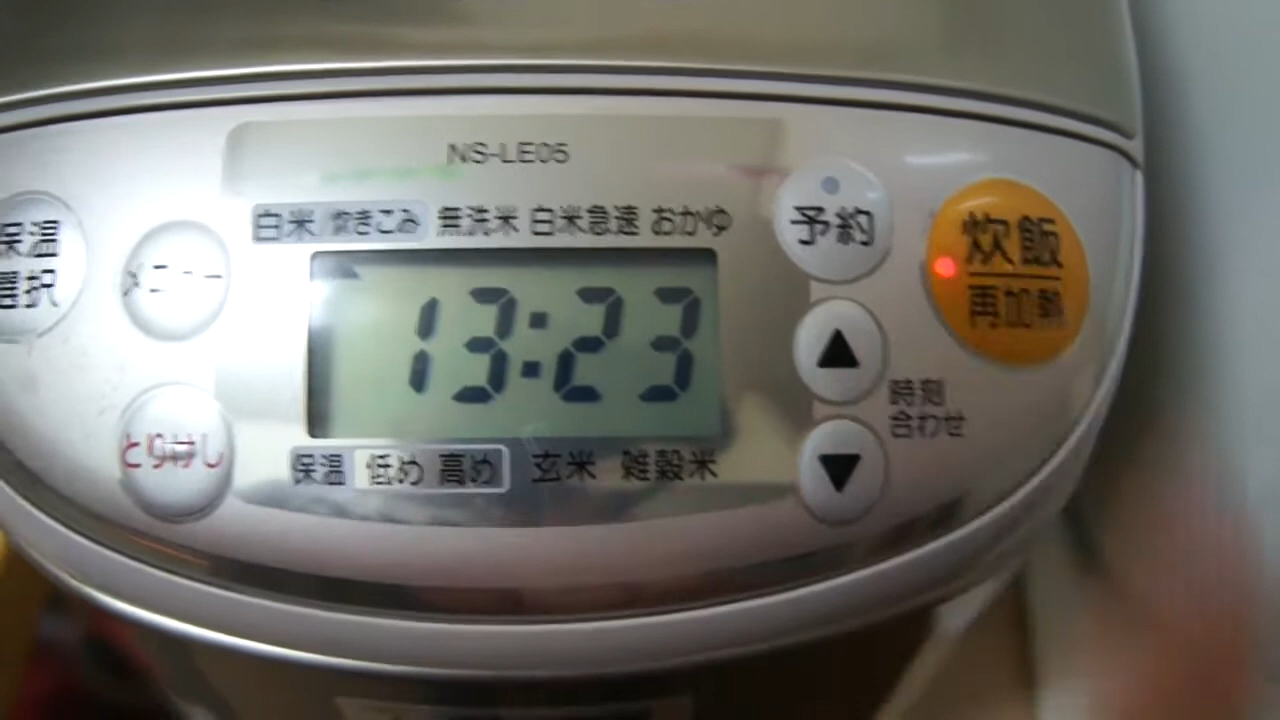 NS-LE05
白米 炊きこみ 無洗米 白米急速 おかゆ
予約
炊飯
再加熱
保温
選択
メニュー
13:23
時刻
合わせ
とりけし
保温 低め 高め 玄米 雑穀米